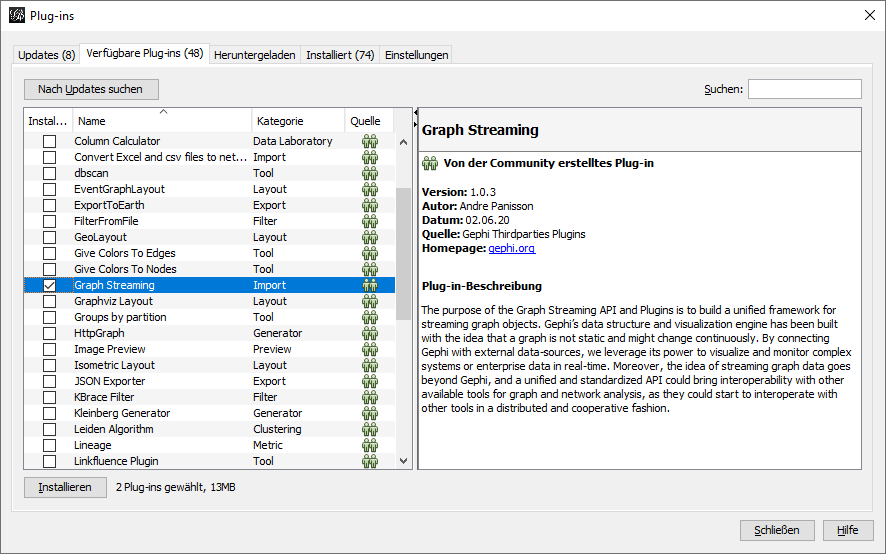 Plug-ins
Updates (8) Verfügbare Plug-ins (48) Heruntergeladen Installiert (74) Einstellungen
Nach Updates suchen Suchen:
Instal... Name Kategorie Quelle
Column Calculator Data Laboratory
Convert Excel and csv files to net... Import
dbscan Tool
EventGraphLayout Layout
ExportToEarth Export
FilterFromFile Filter
GeoLayout Layout
Give Colors To Edges Tool
Give Colors To Nodes Tool
Graph Streaming Import
Graphviz Layout Layout
Groups by partition Tool
HttpGraph Generator
Image Preview Preview
Isometric Layout Layout
JSON Exporter Export
KBrace Filter Filter
Kleinberg Generator Generator
Leiden Algorithm Clustering
Lineage Metric
Linkfluence Plugin Tool
Graph Streaming
Von der Community erstelltes Plug-in
Version: 1.0.3
Autor: Andre Panisson
Datum: 02.06.20
Quelle: Gephi Thirdparties Plugins
Homepage: gephi.org
Plug-in-Beschreibung
The purpose of the Graph Streaming API and Plugins is to build a unified framework for
streaming graph objects. Gephi's data structure and visualization engine has been built
with the idea that a graph is not static and might change continuously. By connecting
Gephi with external data-sources, we leverage its power to visualize and monitor complex
systems or enterprise data in real-time. Moreover, the idea of streaming graph data goes
beyond Gephi, and a unified and standardized API could bring interoperability with other
available tools for graph and network analysis, as they could start to interoperate with
other tools in a distributed and cooperative fashion.
Installieren 2 Plug-ins gewählt, 13MB
Schließen Hilfe